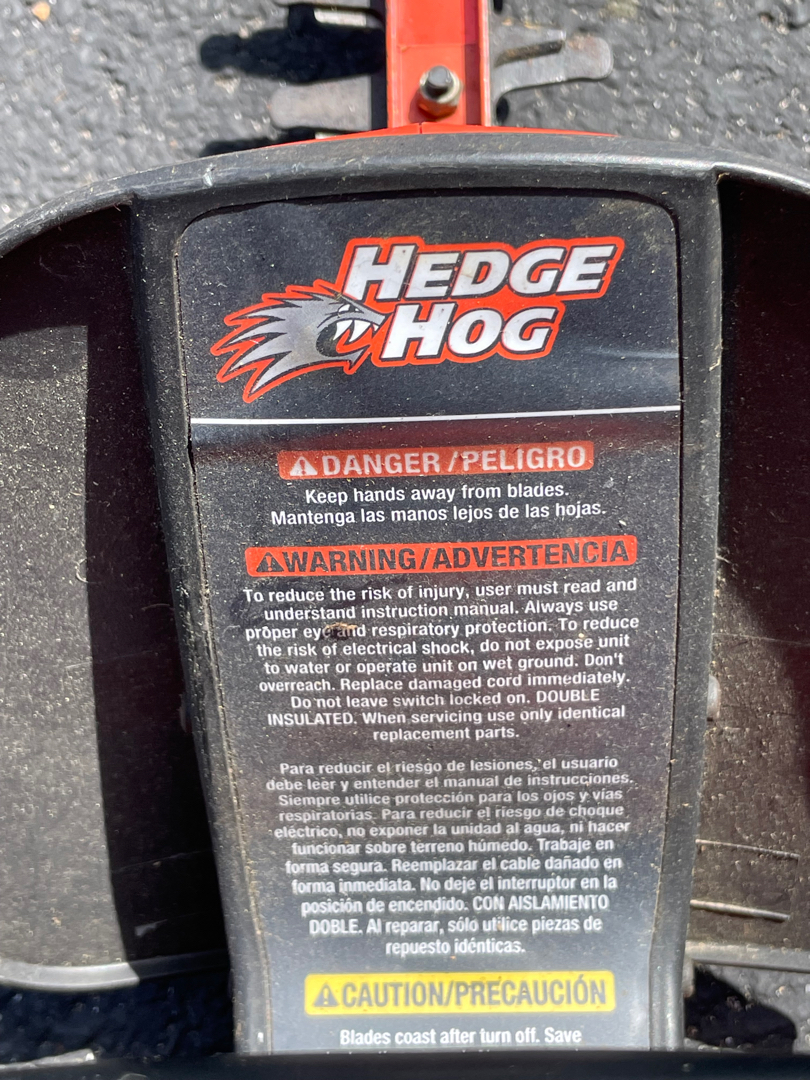 HEDGE
HOG
DANGER/PELIGRO
Keep hands away from blades.
Mantenga las manos lejos de las hojas.
WARNING/ADVERTENCIA
To reduce the risk of injury, user must read and
understand instruction manual. Always use
proper eye and respiratory protection. To reduce
the risk of electrical shock, do not expose unit
to water or operate unit on wet ground. Don't
overreach. Replace damaged cord immediately.
Do not leave switch locked on. DOUBLE
INSULATED. When servicing use only identical
replacement parts.
Para reducir el riesgo de lesiones, el usuario
debe leer y entender el manual de instrucciones.
Siempre utilice protección para los ojos y vías
respiratorias. Para reducir el riesgo de choque
eléctrico, no exponer la unidad al agua, ni hacer
funcionar sobre terreno húmedo. Trabaje en
forma segura. Reemplazar el cable dañado en
forma inmediata. No deje el interruptor en la
posición de encendido. CON AISLAMIENTO
DOBLE. Al reparar, sólo utilice piezas de
repuesto idénticas.
CAUTION/PRECAUCIÓN
Blades coast after turn off. Save